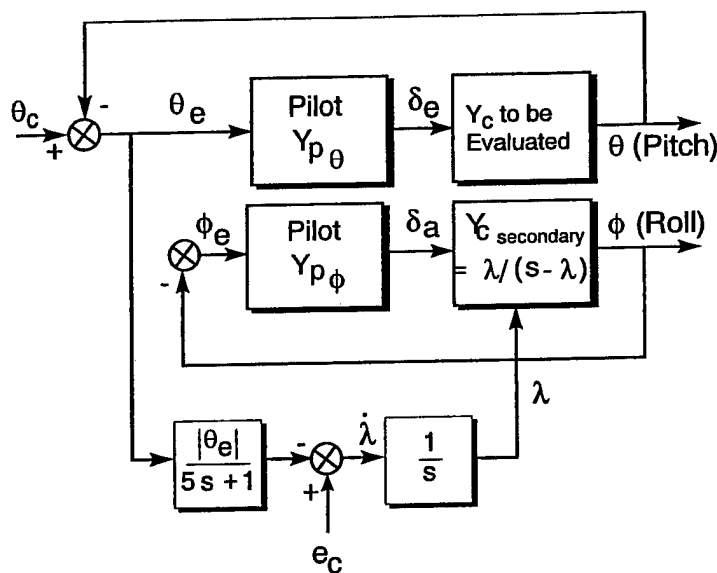 θc
+
-
θe
Pilot
Ypθ
δe
Yc to be
Evaluated
θ (Pitch)
-
ϕe
Pilot
Ypϕ
δa
Yc secondary
= λ/(s - λ)
ϕ (Roll)
λ
|θe|
5 s + 1
-
+
λ̇
1
s
ec